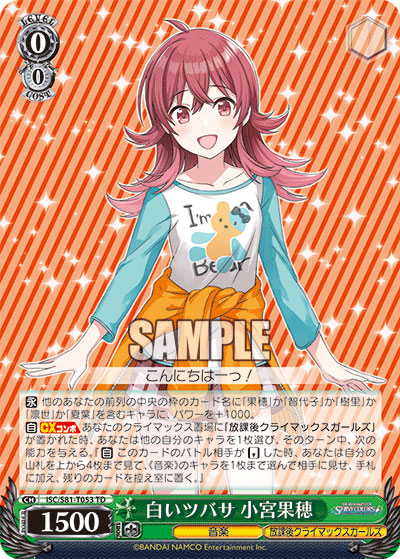 LEVEL
0
0
COST
I'm a
Bear
SAMPLE
こんにちはーっ!
永 他のあなたの前列の中央の枠のカード名に「果穂」か「智代子」か「樹里」か
「凛世」か「夏葉」を含むキャラに、パワーを+1000。
自 CXコンボ あなたのクライマックス置場に「放課後クライマックスガールズ」
が置かれた時、あなたは他の自分のキャラを1枚選び、そのターン中、次の
能力を与える。『自 このカードのバトル相手が【リバース】した時、あなたは自分の
山札を上から4枚まで見て、《音楽》のキャラを1枚まで選んで相手に見せ、手札
に加え、残りのカードを控え室に置く。』
CH ISC/S81-T053 TD
1500
白いツバサ 小宮果穂
音楽
放課後クライマックスガールズ
SHINY COLORS
©BANDAI NAMCO Entertainment Inc.